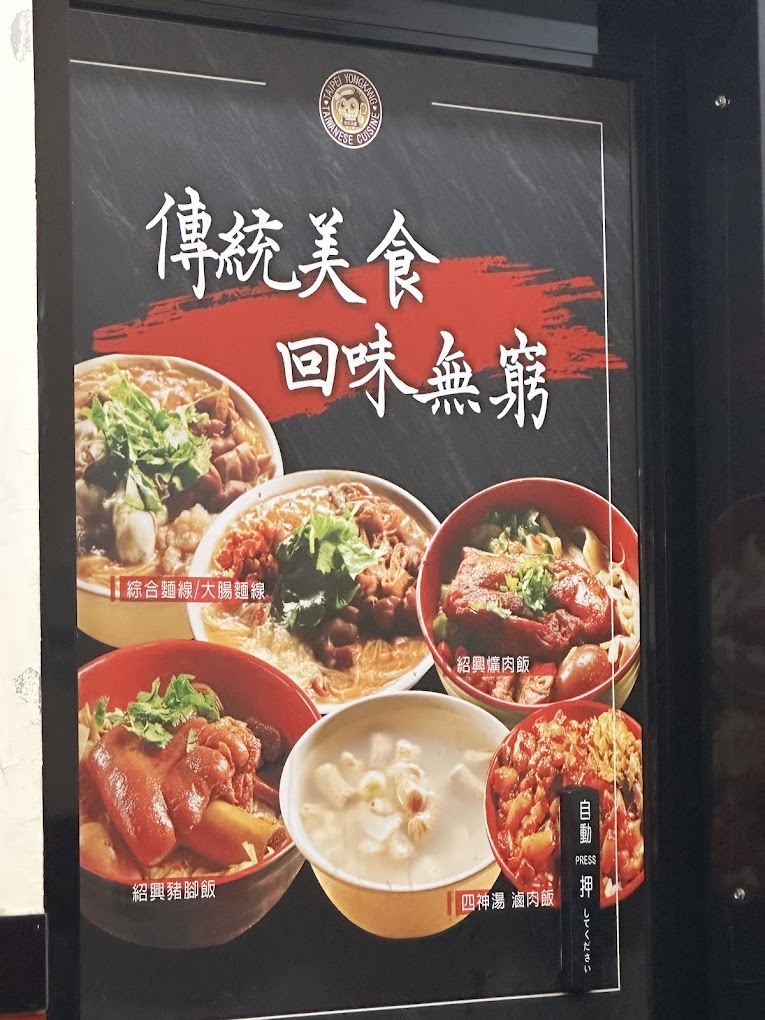 TAIPEI YONGKANG
TAIWANESE CUISINE
傳統美食
回味無窮
綜合麵線/大腸麵線
紹興爌肉飯
紹興豬腳飯
四神湯 滷肉飯
自動
PRESS
押
してください